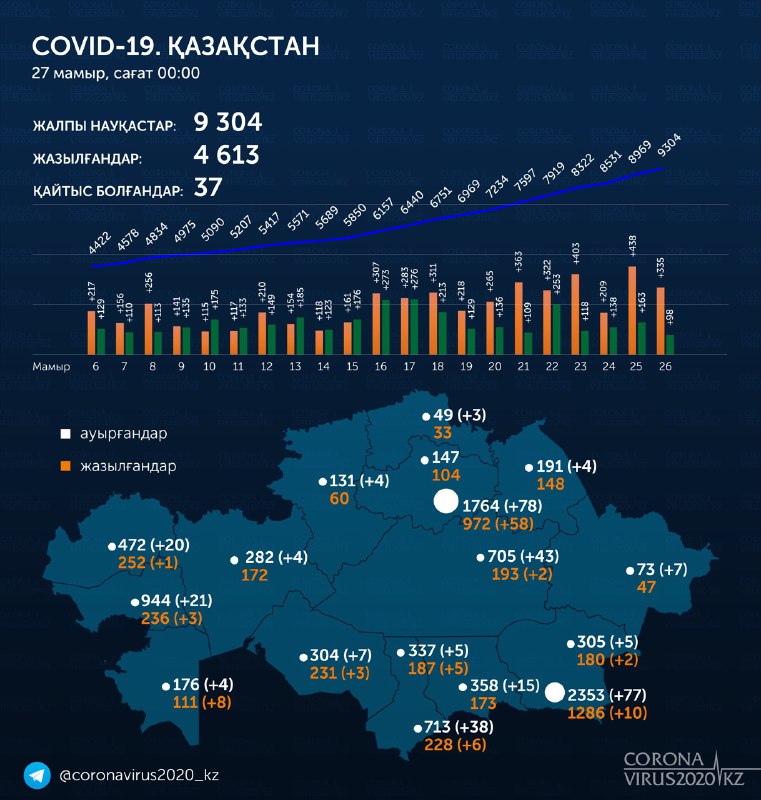 COVID-19. ҚАЗАҚСТАН
27 мамыр, сағат 00:00
ЖАЛПЫ НАУҚАСТАР: 9 304
ЖАЗЫЛҒАНДАР: 4 613
ҚАЙТЫС БОЛҒАНДАР: 37
4422 4578 4834 4975 5090 5207 5417 5571 5689 5850 6157 6440 6751 6969 7234 7597 7919 8322 8531 8969 9304
+217 +129 +156 +110 +256 +113 +141 +135 +115 +175 +117 +133 +210 +149 +154 +185 +118 +123 +161 +176 +307 +273 +283 +276 +311 +213 +218 +129 +265 +136 +363 +109 +322 +253 +403 +118 +209 +138 +438 +163 +335 +98
Мамыр 6 7 8 9 10 11 12 13 14 15 16 17 18 19 20 21 22 23 24 25 26
ауырғандар
жазылғандар
49 (+3)
33
147
104
131 (+4)
60
191 (+4)
148
1764 (+78)
972 (+58)
472 (+20)
252 (+1)
282 (+4)
172
705 (+43)
193 (+2)
73 (+7)
47
944 (+21)
236 (+3)
304 (+7)
231 (+3)
337 (+5)
187 (+5)
305 (+5)
180 (+2)
176 (+4)
111 (+8)
358 (+15)
173
2353 (+77)
1286 (+10)
713 (+38)
228 (+6)
@coronavirus2020_kz
CORONA
VIRUS2020 KZ